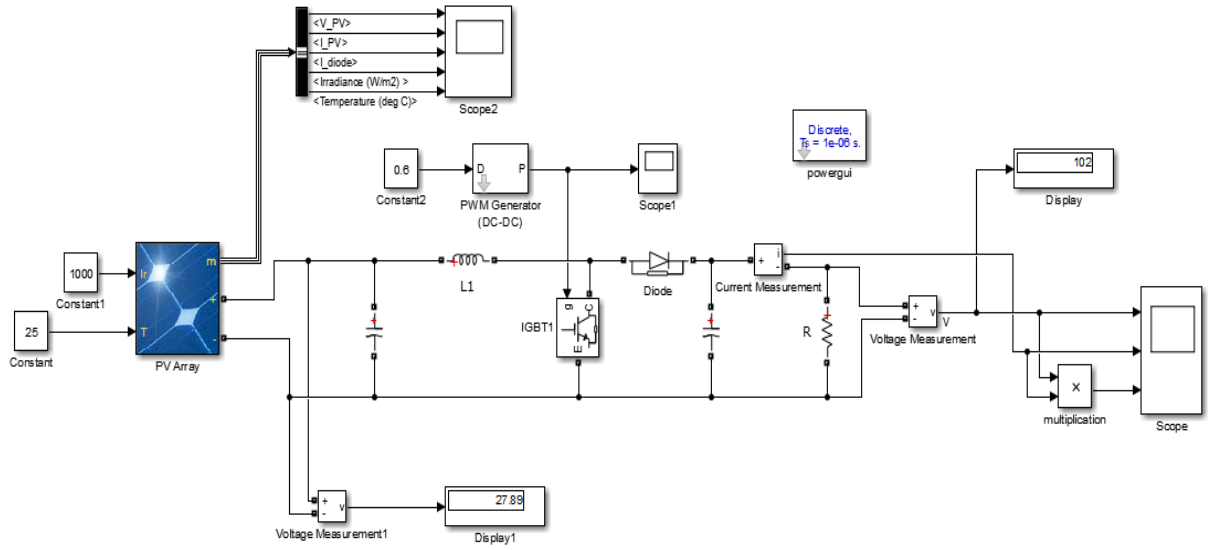 <V_PV>
<I_PV>
<I_diode>
<Irradiance (W/m2) >
<Temperature (deg C)>
Scope2
Discrete,
Ts = 1e-06 s.
powergui
0.6
Constant2
D
P
PWM Generator
(DC-DC)
Scope1
102
Display
1000
Constant1
25
Constant
Ir
T
m
+
-
PV Array
+
L1
g
C
E
IGBT1
+
Diode
+
+
i
-
Current Measurement
+
R
+
-
v
V
Voltage Measurement
×
multiplication
Scope
+
-
v
Voltage Measurement1
27.89
Display1